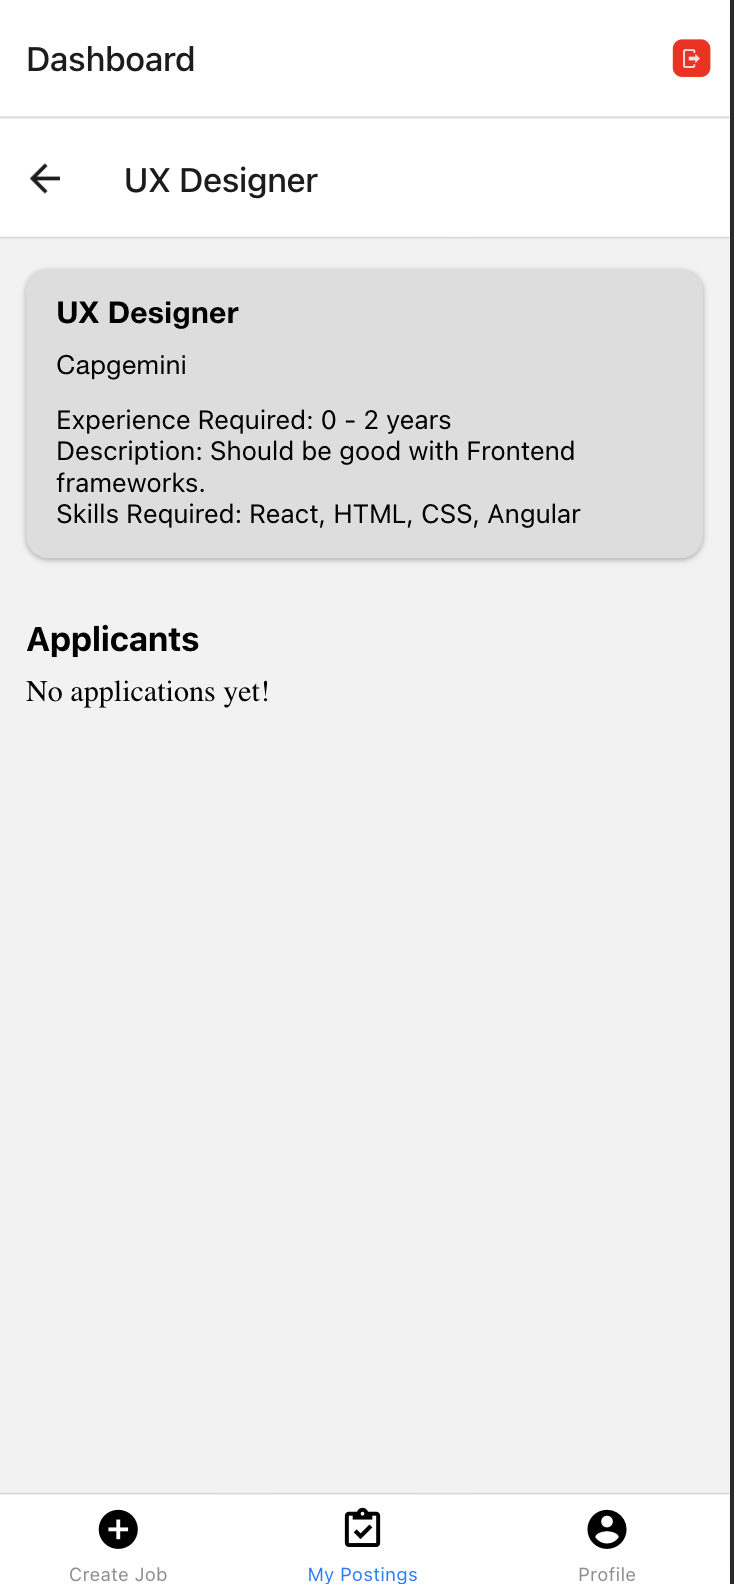 Dashboard
UX Designer
UX Designer
Capgemini
Experience Required: 0 - 2 years
Description: Should be good with Frontend
frameworks.
Skills Required: React, HTML, CSS, Angular
Applicants
No applications yet!
Create Job
My Postings
Profile